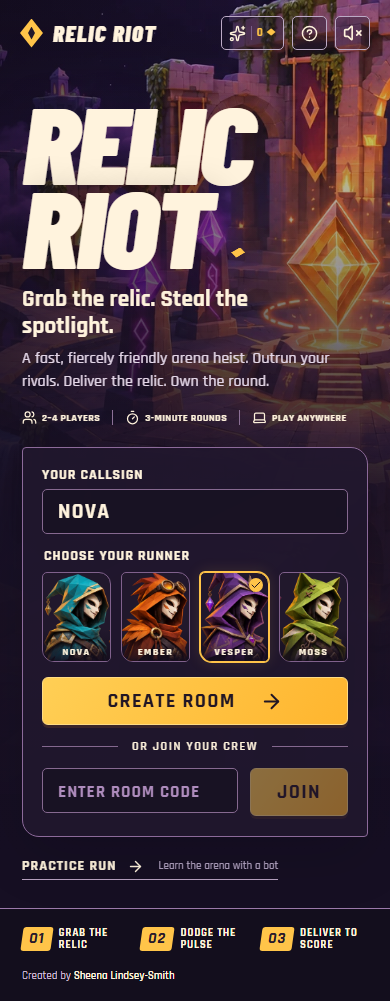 RELIC RIOT
0
RELIC
RIOT
Grab the relic. Steal the
spotlight.
A fast, fiercely friendly arena heist. Outrun your
rivals. Deliver the relic. Own the round.
2–4 PLAYERS
3-MINUTE ROUNDS
PLAY ANYWHERE
YOUR CALLSIGN
NOVA
CHOOSE YOUR RUNNER
NOVA
EMBER
VESPER
MOSS
CREATE ROOM
OR JOIN YOUR CREW
ENTER ROOM CODE
JOIN
PRACTICE RUN
Learn the arena with a bot
01 GRAB THE
RELIC
02 DODGE THE
PULSE
03 DELIVER TO
SCORE
Created by Sheena Lindsey-Smith